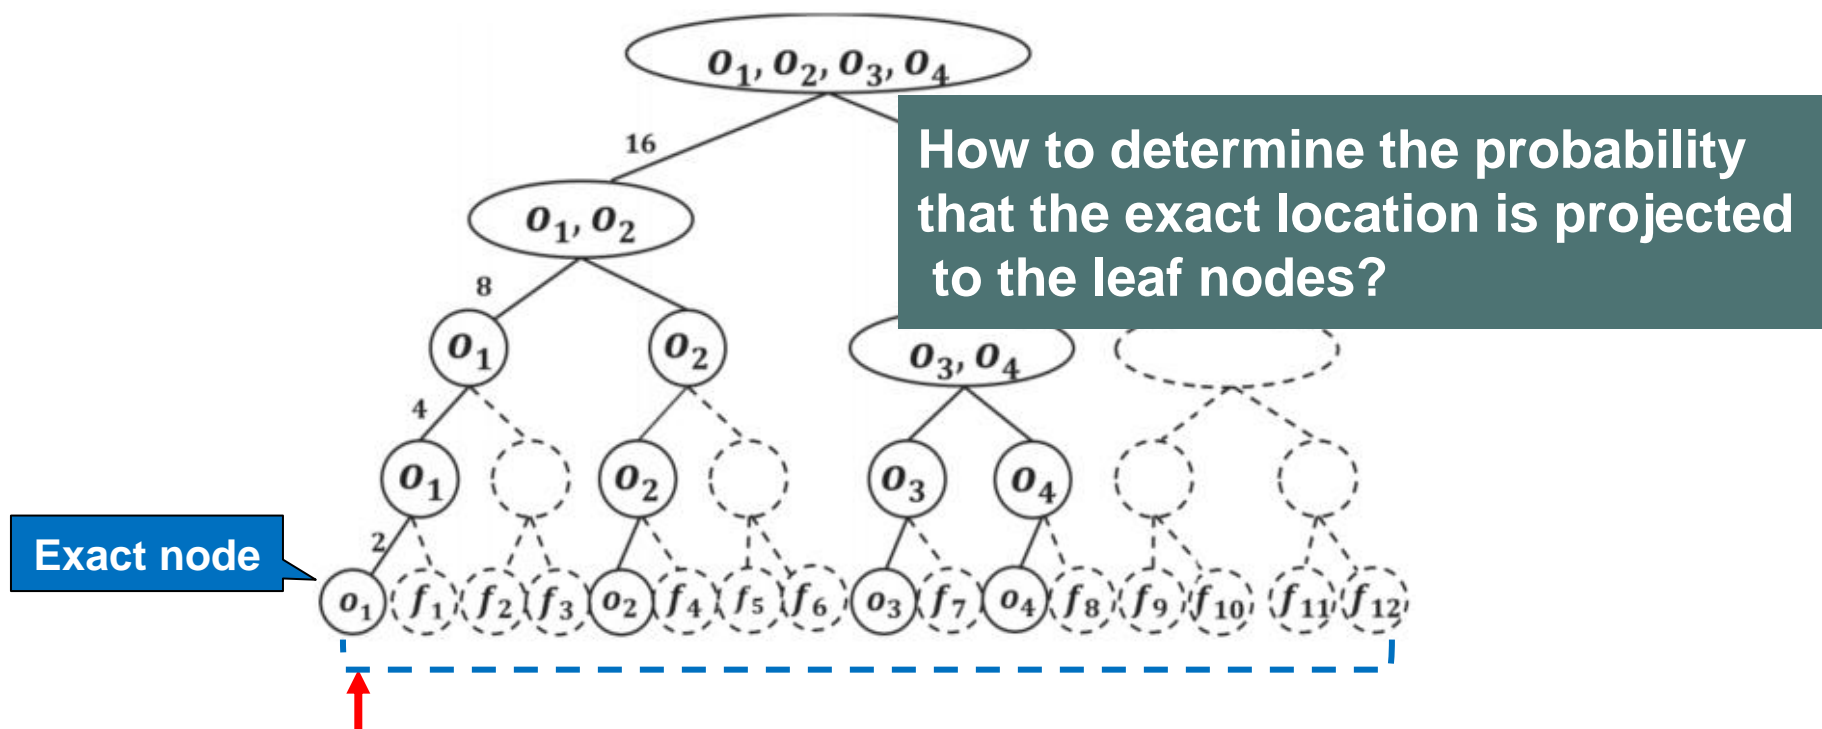 o1, o2, o3, o4
How to determine the probability
that the exact location is projected
to the leaf nodes?
16
o1, o2
8
o1 o2 o3, o4
4
o1 o2 o3 o4
2
Exact node
o1 f1 f2 f3 o2 f4 f5 f6 o3 f7 o4 f8 f9 f10 f11 f12